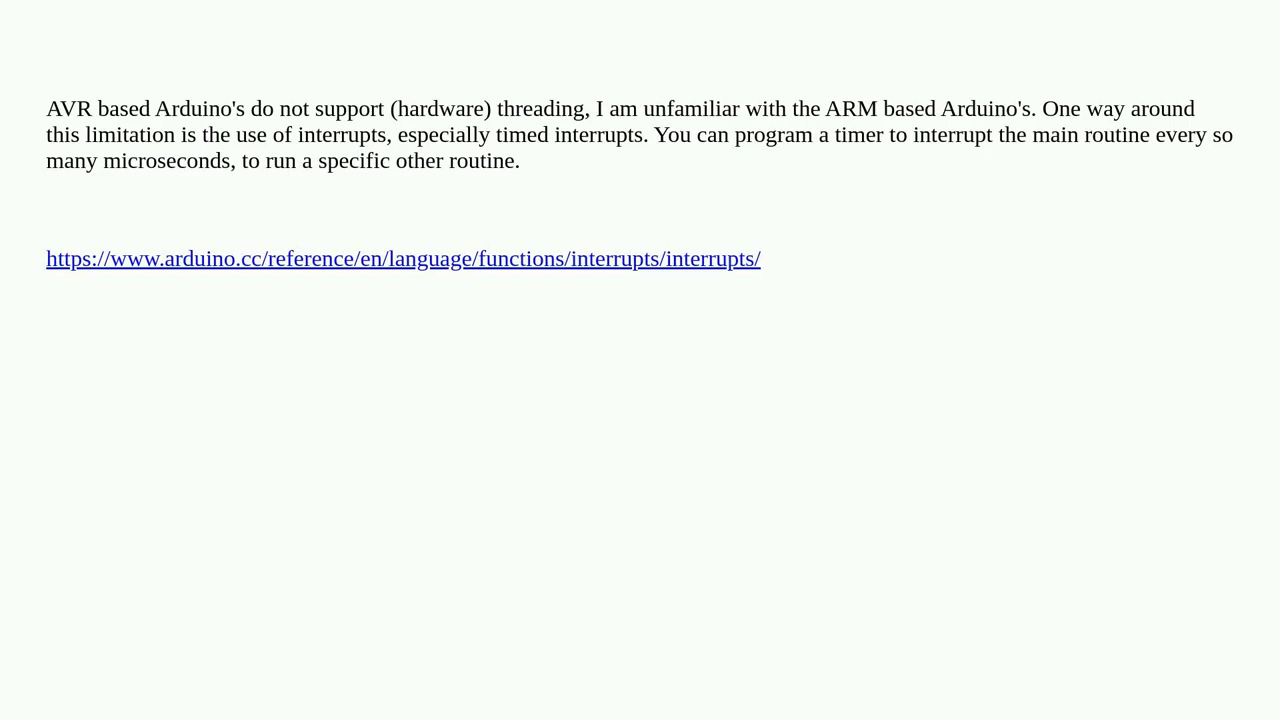 AVR based Arduino's do not support (hardware) threading, I am unfamiliar with the ARM based Arduino's. One way around
this limitation is the use of interrupts, especially timed interrupts. You can program a timer to interrupt the main routine every so
many microseconds, to run a specific other routine.
https://www.arduino.cc/reference/en/language/functions/interrupts/interrupts/